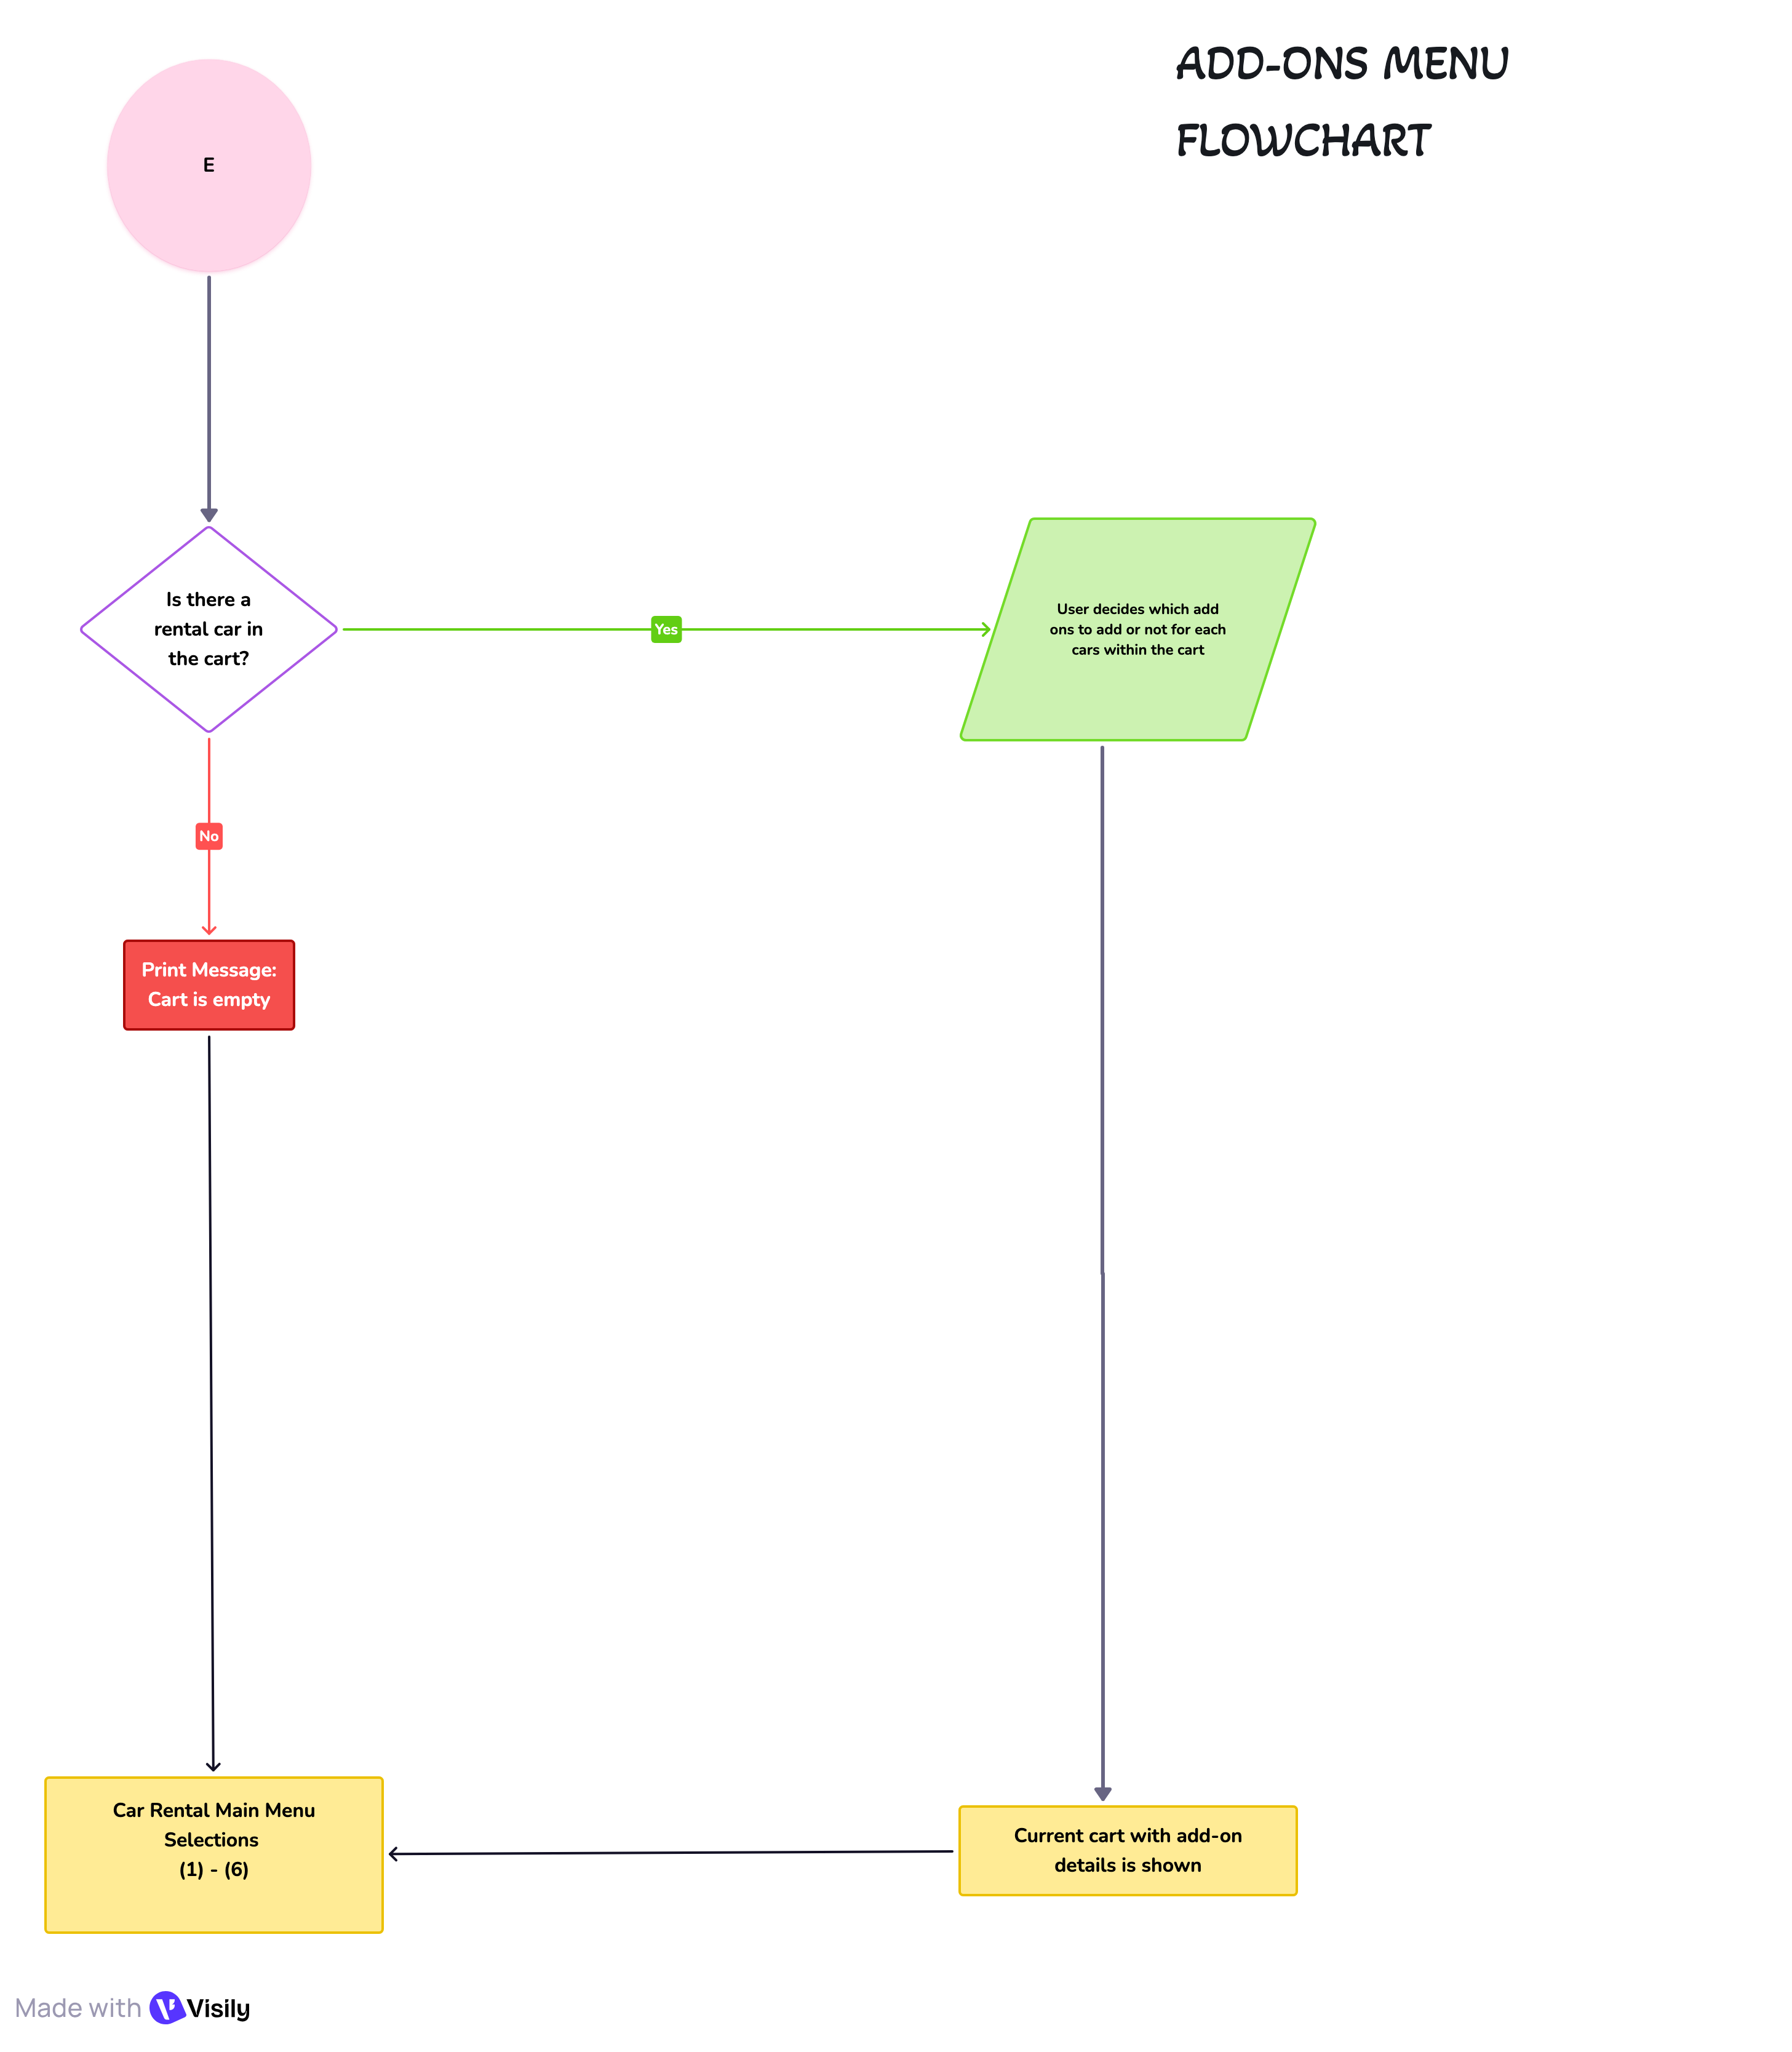 ADD-ONS MENU
FLOWCHART
E
Is there a
rental car in
the cart?
Yes
User decides which add
ons to add or not for each
cars within the cart
No
Print Message:
Cart is empty
Car Rental Main Menu
Selections
(1) - (6)
Current cart with add-on
details is shown
Made with Visily